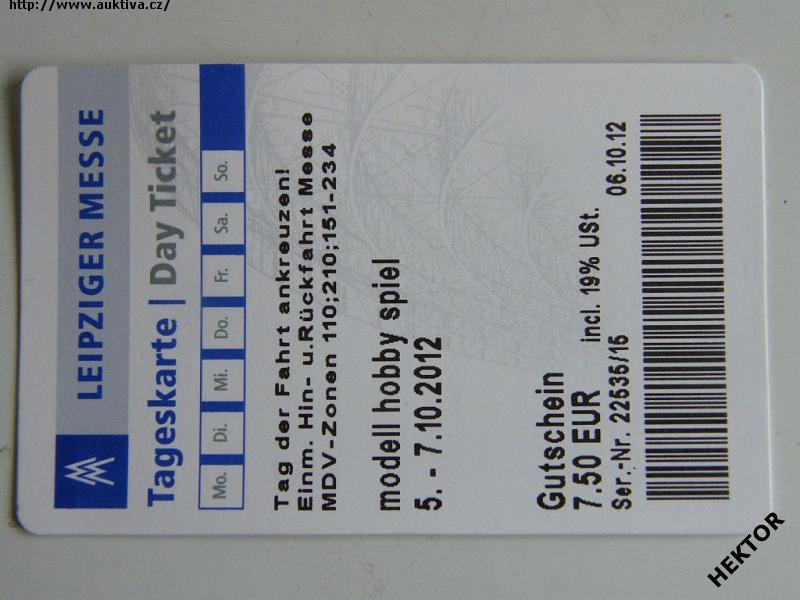 http://www.auktiva.cz/
LEIPZIGER MESSE
Tageskarte | Day Ticket
Mo. Di. Mi. Do. Fr. Sa. So.
Tag der Fahrt ankreuzen!
Einm. Hin- u.Rückfahrt Messe
MDV-Zonen 110;210;151-234
modell hobby spiel
5. - 7.10.2012
Gutschein
7.50 EUR incl. 19% USt.
Ser.-Nr. 22535/15 06.10.12
HEKTOR